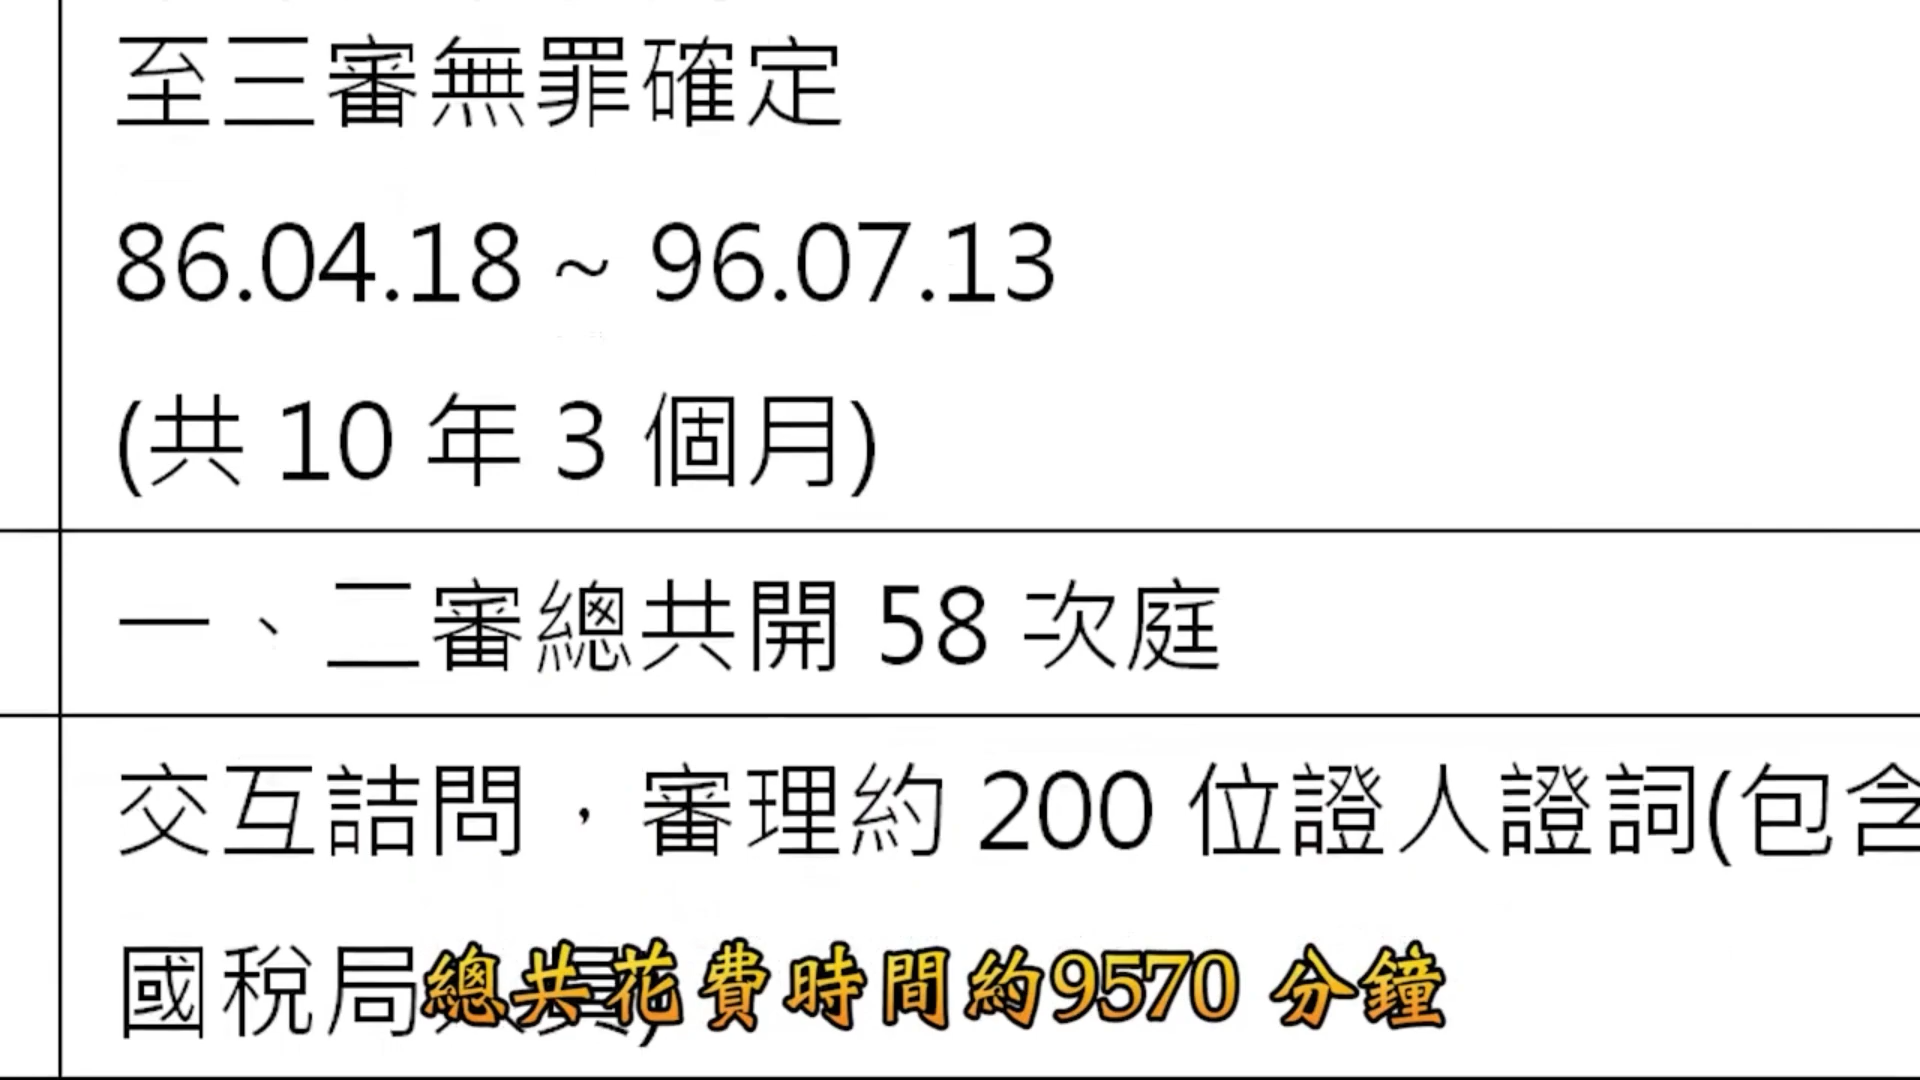 至三審無罪確定
86.04.18 ~ 96.07.13
(共 10 年 3 個月)
一、二審總共開 58 次庭
交互詰問，審理約 200 位證人證詞(包含
國稅局
總共花費時間約9570 分鐘